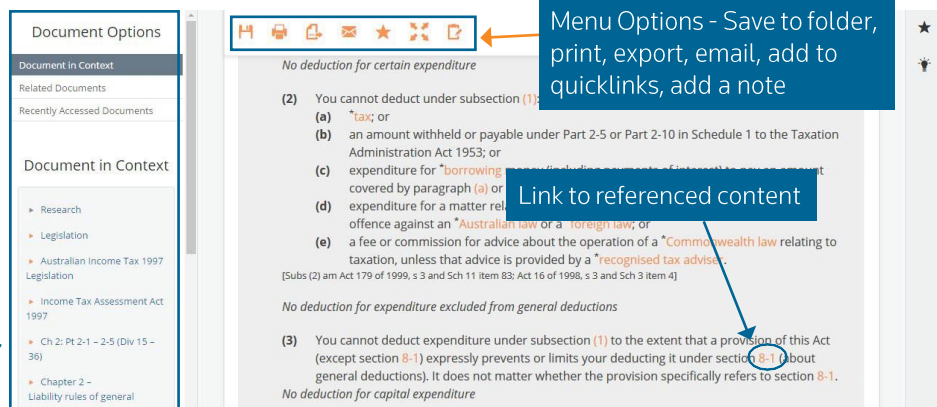 Document Options
Document in Context
Related Documents
Recently Accessed Documents
Document in Context
▸ Research
▸ Legislation
▸ Australian Income Tax 1997
Legislation
▸ Income Tax Assessment Act
1997
▸ Ch 2: Pt 2-1 – 2-5 (Div 15 –
36)
▸ Chapter 2 –
Liability rules of general
Menu Options - Save to folder,
print, export, email, add to
quicklinks, add a note
No deduction for certain expenditure
(2) You cannot deduct under subsection (1):
(a) *tax; or
(b) an amount withheld or payable under Part 2-5 or Part 2-10 in Schedule 1 to the Taxation
Administration Act 1953; or
(c) expenditure for *borrowing money (including payments of interest) to pay an amount
covered by paragraph (a) or
Link to referenced content
(d) expenditure for a matter
offence against an *Australian law or a *foreign law; or
(e) a fee or commission for advice about the operation of a *Commonwealth law relating to
taxation, unless that advice is provided by a *recognised tax adviser.
[Subs (2) am Act 179 of 1999, s 3 and Sch 11 item 83; Act 16 of 1998, s 3 and Sch 3 item 4]
No deduction for expenditure excluded from general deductions
(3) You cannot deduct expenditure under subsection (1) to the extent that a provision of this Act
(except section 8-1) expressly prevents or limits your deducting it under section 8-1 (about
general deductions). It does not matter whether the provision specifically refers to section 8-1.
No deduction for capital expenditure